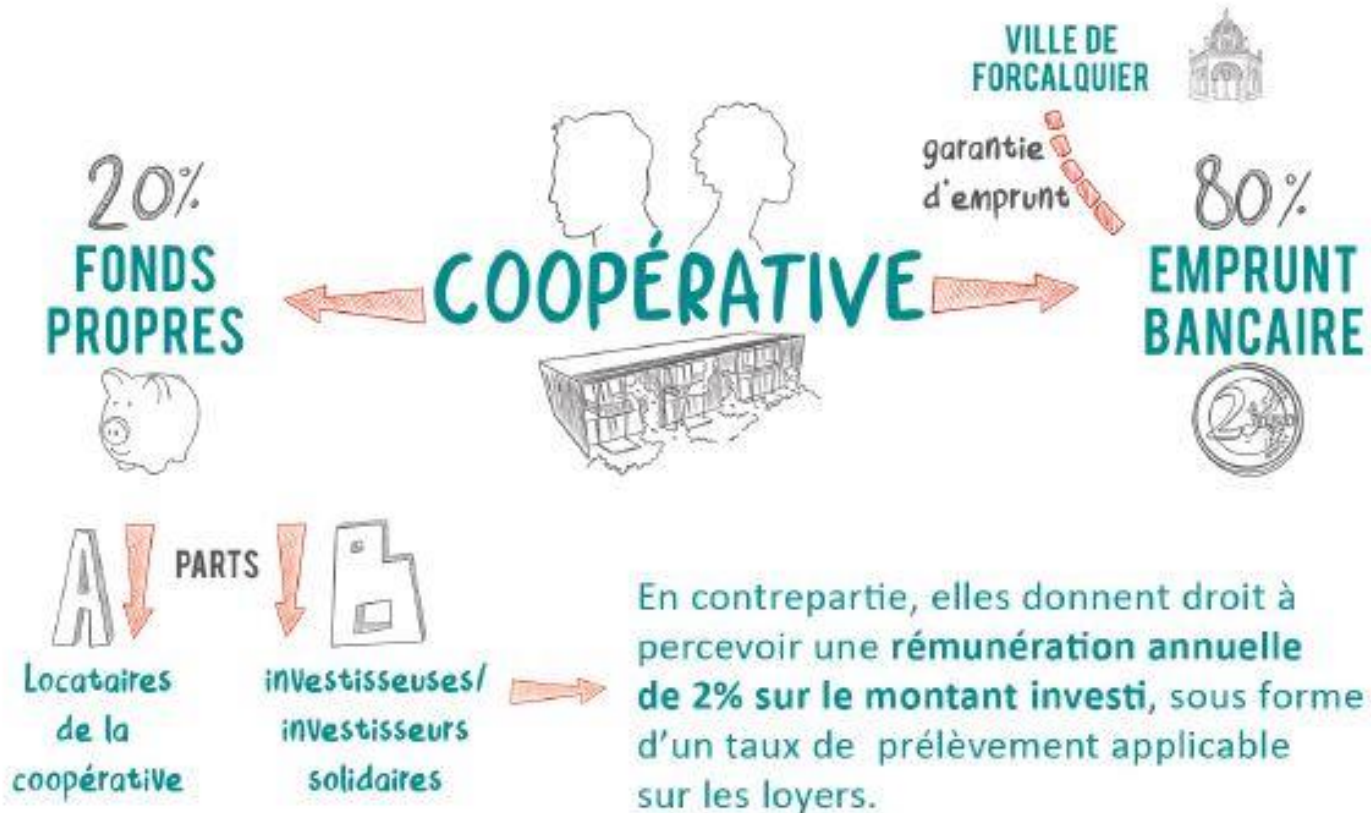 VILLE DE
FORCALQUIER
garantie
d'emprunt
20%
FONDS
PROPRES
COOPÉRATIVE
80%
EMPRUNT
BANCAIRE
2
A
PARTS
B
Locataires
de la
coopérative
investisseuses/
investisseurs
solidaires
En contrepartie, elles donnent droit à
percevoir une rémunération annuelle
de 2% sur le montant investi, sous forme
d'un taux de prélèvement applicable
sur les loyers.